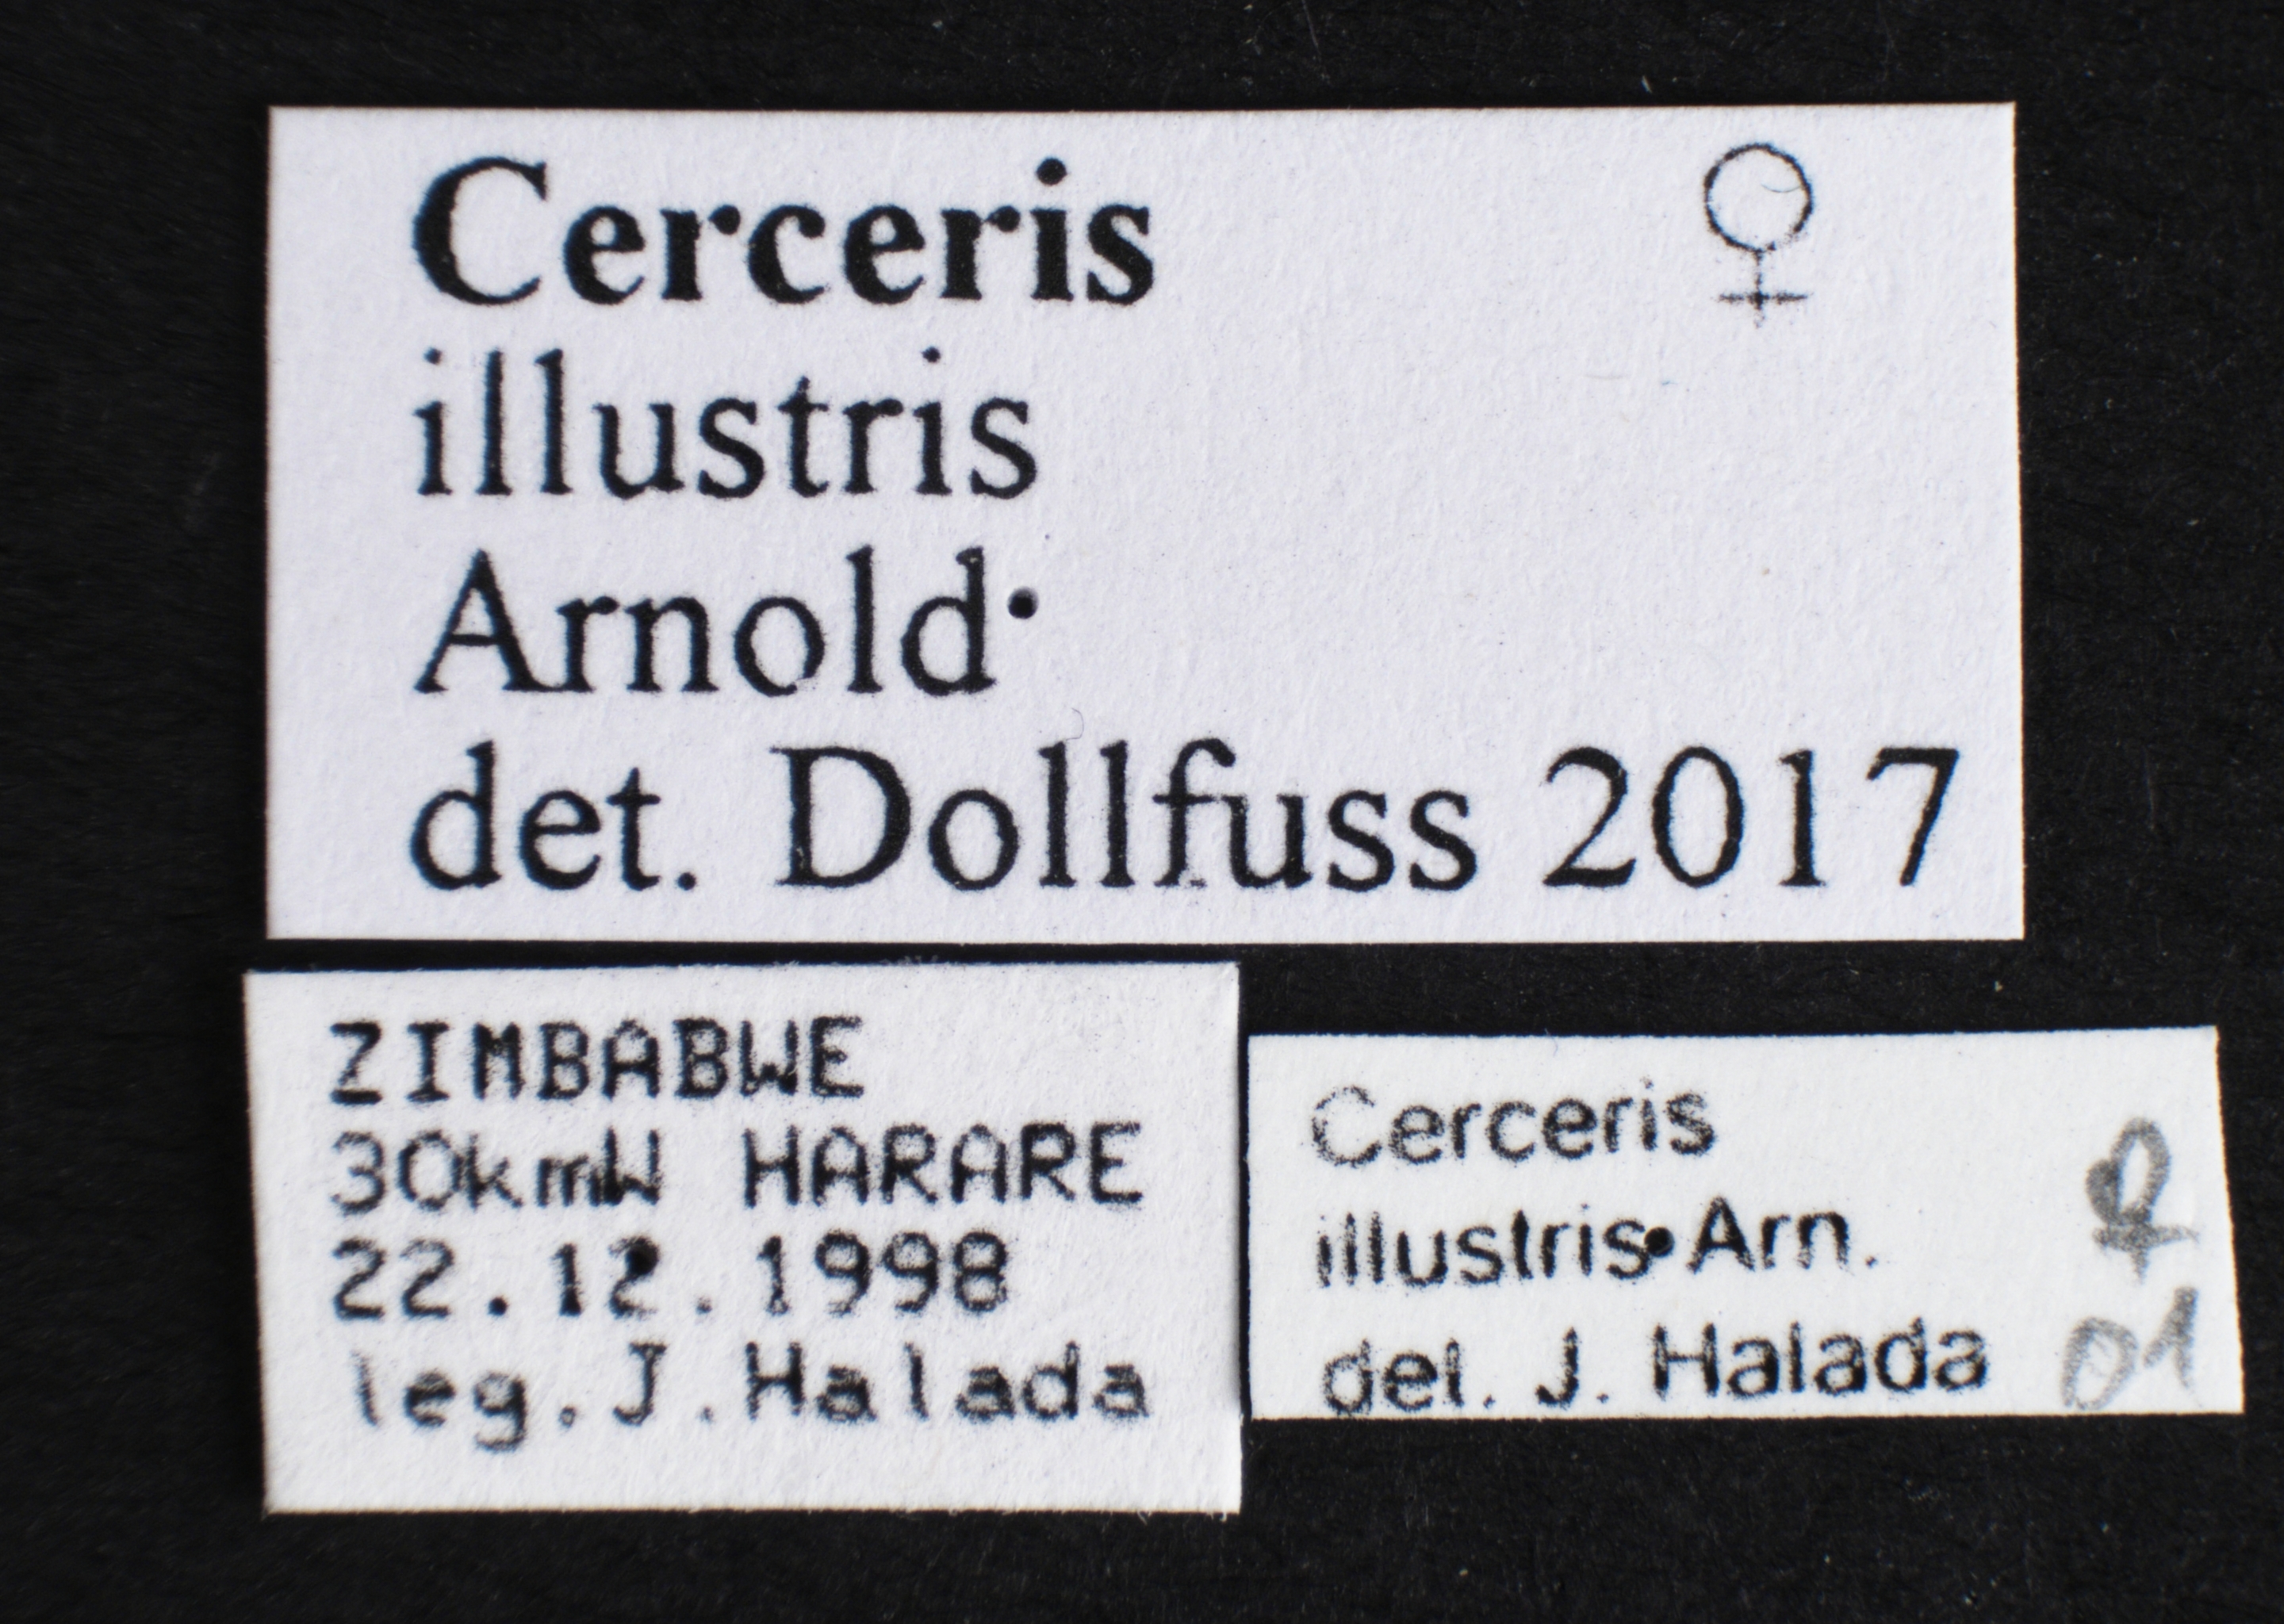 Cerceris ♀
illustris
Arnold
det. Dollfuss 2017
ZIMBABWE
30kmW HARARE
22.12.1998
leg.J.Halada
Cerceris
illustris Arn. ♀
det. J. Halada 01